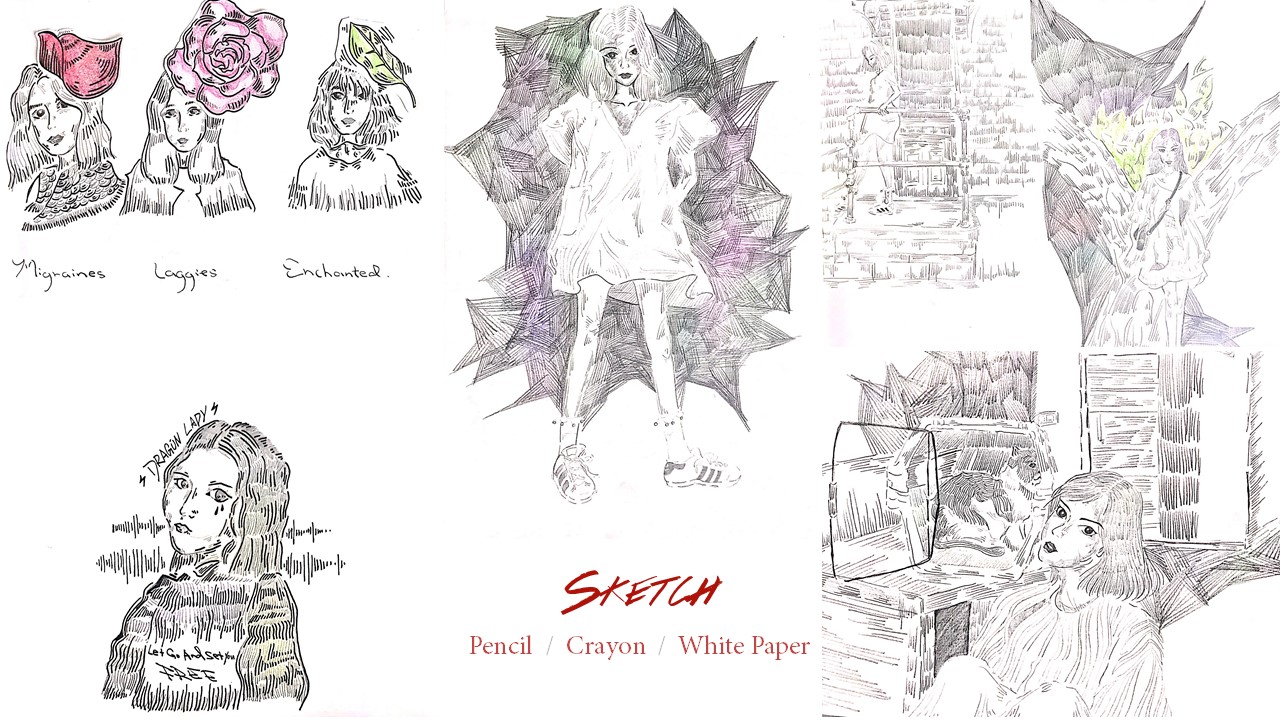 Migraines
Laggies
Enchanted.
DRAGON LADY
Let Go And Set You
FREE
SKETCH
Pencil / Crayon / White Paper